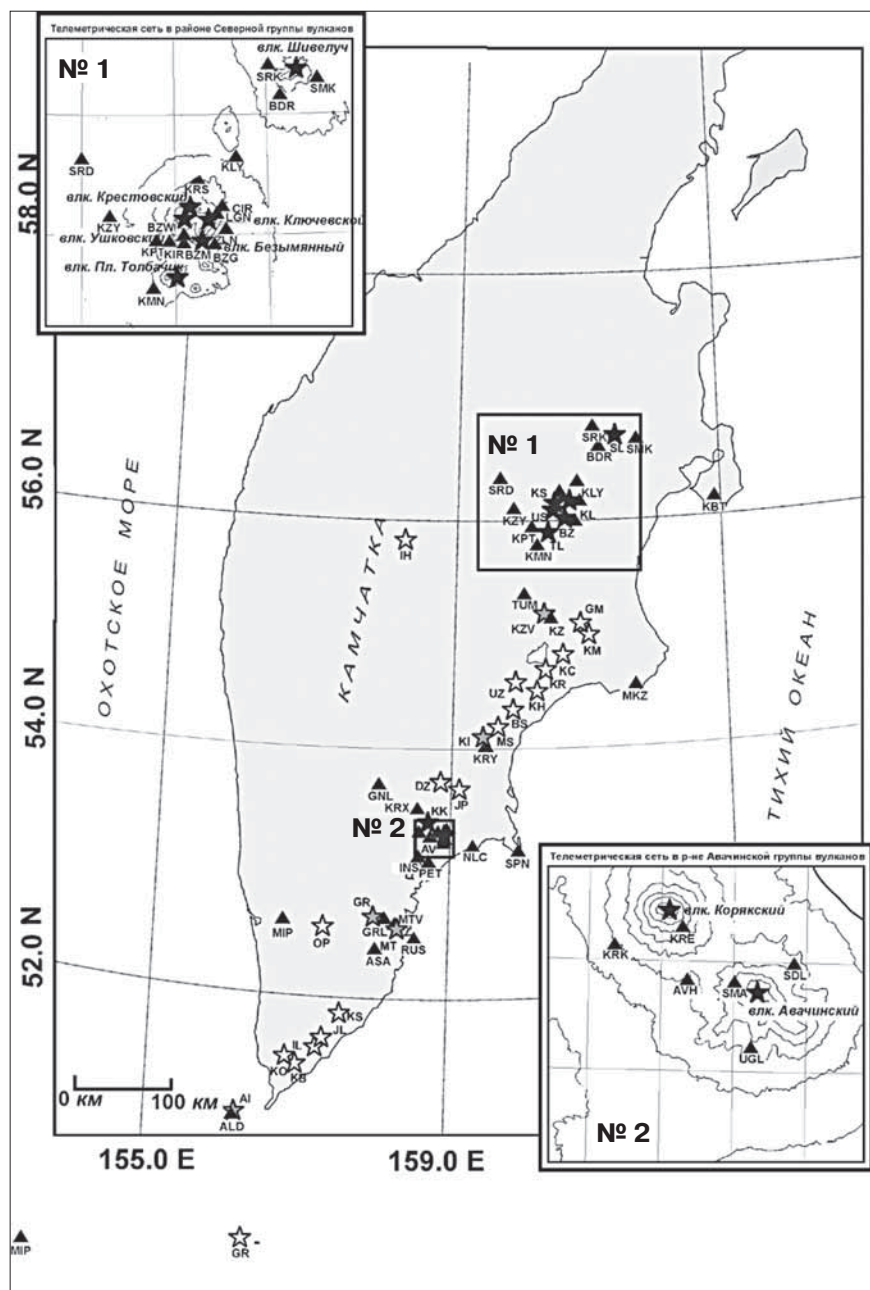 Телеметрическая сеть в районе Северной группы вулканов
№ 1
влк. Шивелуч
SRK
SMK
BDR
SRD
KLY
KRS
влк. Крестовский
CIR
LGN
KZY
BZW
влк. Ключевской
влк. Ушковский
ZLN
влк. Безымянный
KPT
KIR
BZM
BZG
влк. Пл. Толбачик
KMN
58.0 N
56.0 N
54.0 N
52.0 N
ОХОТСКОЕ МОРЕ
КАМЧАТКА
ТИХИЙ ОКЕАН
№ 1
SRK
SL
SMK
BDR
SRD
KS
KLY
KZY
US
KL
KPT
BZ
TL
KMN
KBT
IH
TUM
GM
KZV
KZ
KM
KC
KR
UZ
KH
MKZ
BS
KI
MS
KRY
DZ
GNL
JP
KRX
KK
№ 2
AV
NLC
SPN
INS
PET
GR
MTV
MIP
OP
GRL
MT
RUS
ASA
KS
JL
IL
KO
KB
0 КМ
100 КМ
AI
ALD
155.0 E
159.0 E
Телеметрическая сеть в р-не Авачинской группы вулканов
влк. Корякский
KRE
KRK
SDL
AVH
SMA
влк. Авачинский
UGL
№ 2
MIP
GR
-